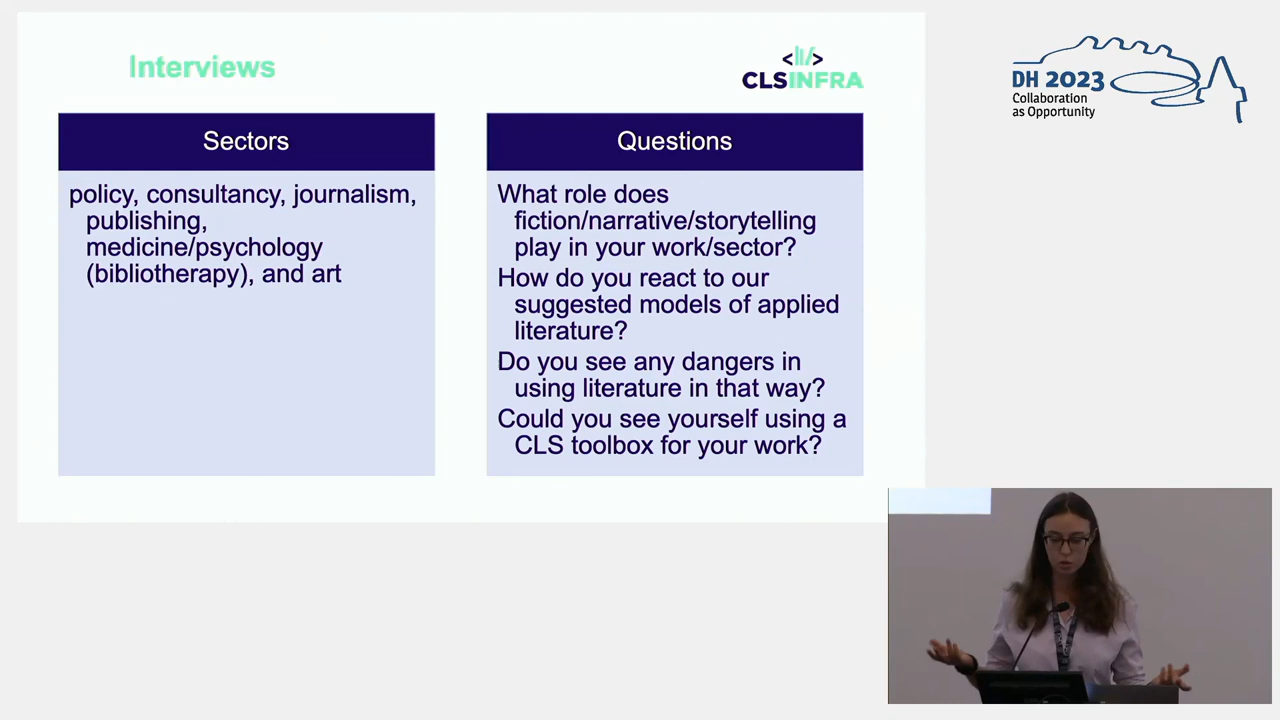 Interviews
CLSINFRA
DH 2023
Collaboration
as Opportunity
Sectors
policy, consultancy, journalism,
publishing,
medicine/psychology
(bibliotherapy), and art
Questions
What role does
fiction/narrative/storytelling
play in your work/sector?
How do you react to our
suggested models of applied
literature?
Do you see any dangers in
using literature in that way?
Could you see yourself using a
CLS toolbox for your work?